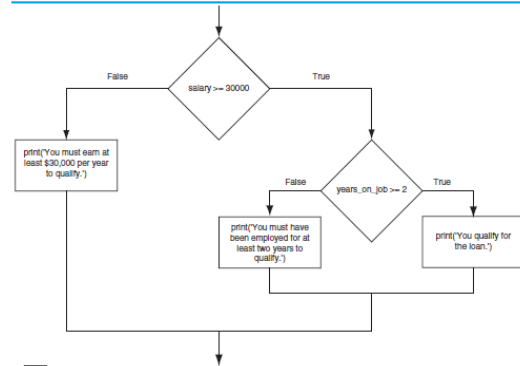 False
True
salary >= 30000
print('You must earn at
least $30,000 per year
to qualify.')
False
True
years_on_job >= 2
print('You must have
been employed for at
least two years to
qualify.')
print('You qualify for
the loan.')